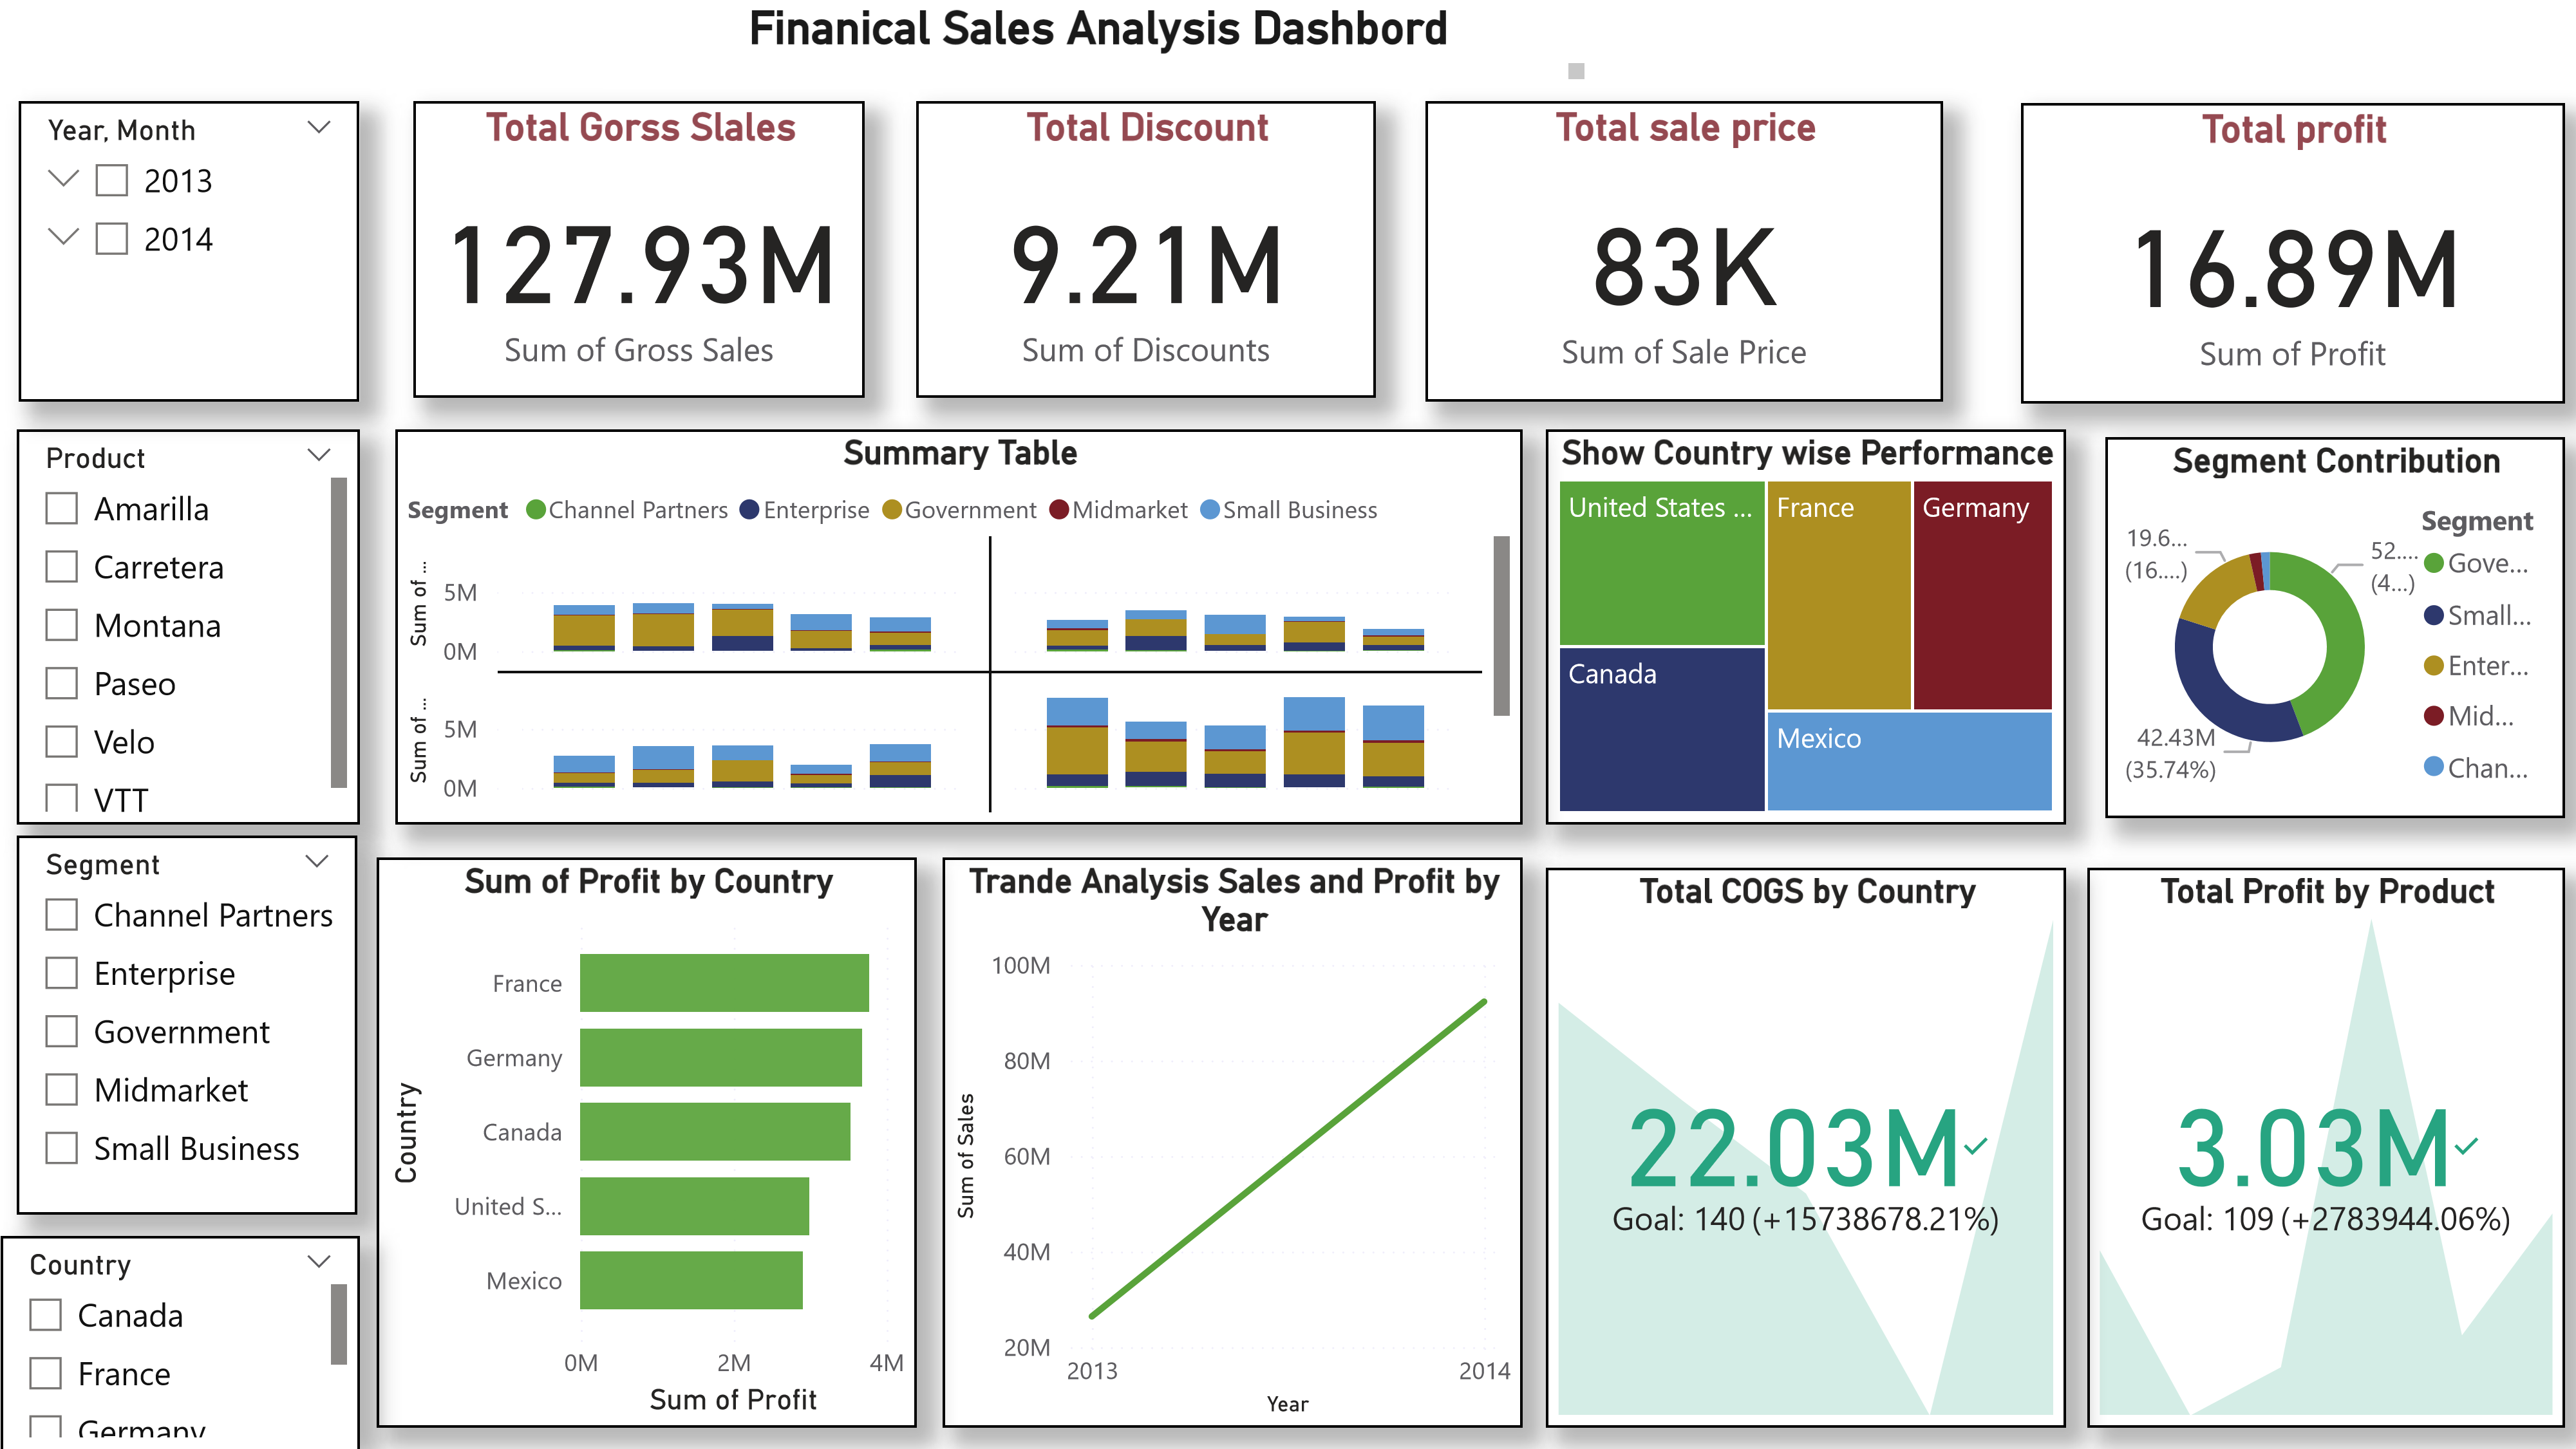 Finanical Sales Analysis Dashbord
Year, Month
2013
2014
Total Gorss Slales
127.93M
Sum of Gross Sales
Total Discount
9.21M
Sum of Discounts
Total sale price
83K
Sum of Sale Price
Total profit
16.89M
Sum of Profit
Product
Amarilla
Carretera
Montana
Paseo
Velo
VTT
Summary Table
Segment Channel Partners Enterprise Government Midmarket Small Business
Sum of ...
5M
0M
Sum of ...
5M
0M
Show Country wise Performance
United States ...
France
Germany
Canada
Mexico
Segment Contribution
Segment
Gove...
Small...
Enter...
Mid...
Chan...
19.6...
(16....)
52....
(4...)
42.43M
(35.74%)
Segment
Channel Partners
Enterprise
Government
Midmarket
Small Business
Country
Canada
France
Germany
Sum of Profit by Country
Country
France
Germany
Canada
United S...
Mexico
0M 2M 4M
Sum of Profit
Trande Analysis Sales and Profit by
Year
Sum of Sales
100M
80M
60M
40M
20M
2013 2014
Year
Total COGS by Country
22.03M
Goal: 140 (+15738678.21%)
Total Profit by Product
3.03M
Goal: 109 (+2783944.06%)